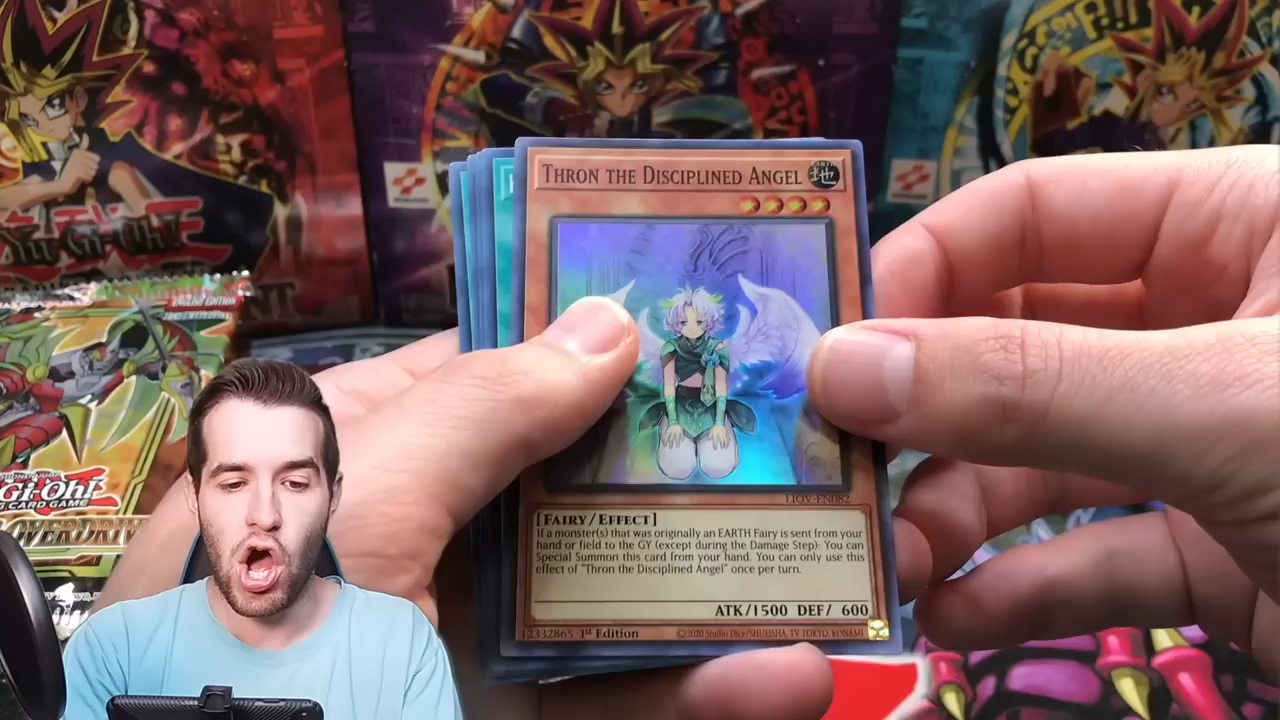 THRON THE DISCIPLINED ANGEL
EARTH
地
LIOV-EN082
[FAIRY/EFFECT]
If a monster(s) that was originally an EARTH Fairy is sent from your
hand or field to the GY (except during the Damage Step): You can
Special Summon this card from your hand. You can only use this
effect of "Thron the Disciplined Angel" once per turn.
ATK/1500 DEF/ 600
12332865 1st Edition
©2020 Studio Dice/SHUEISHA, TV TOKYO, KONAMI
Yu-Gi-Oh!
KONAMI
ENGLISH EDITION
Gi-Oh!
CARD GAME
OVERDRIV